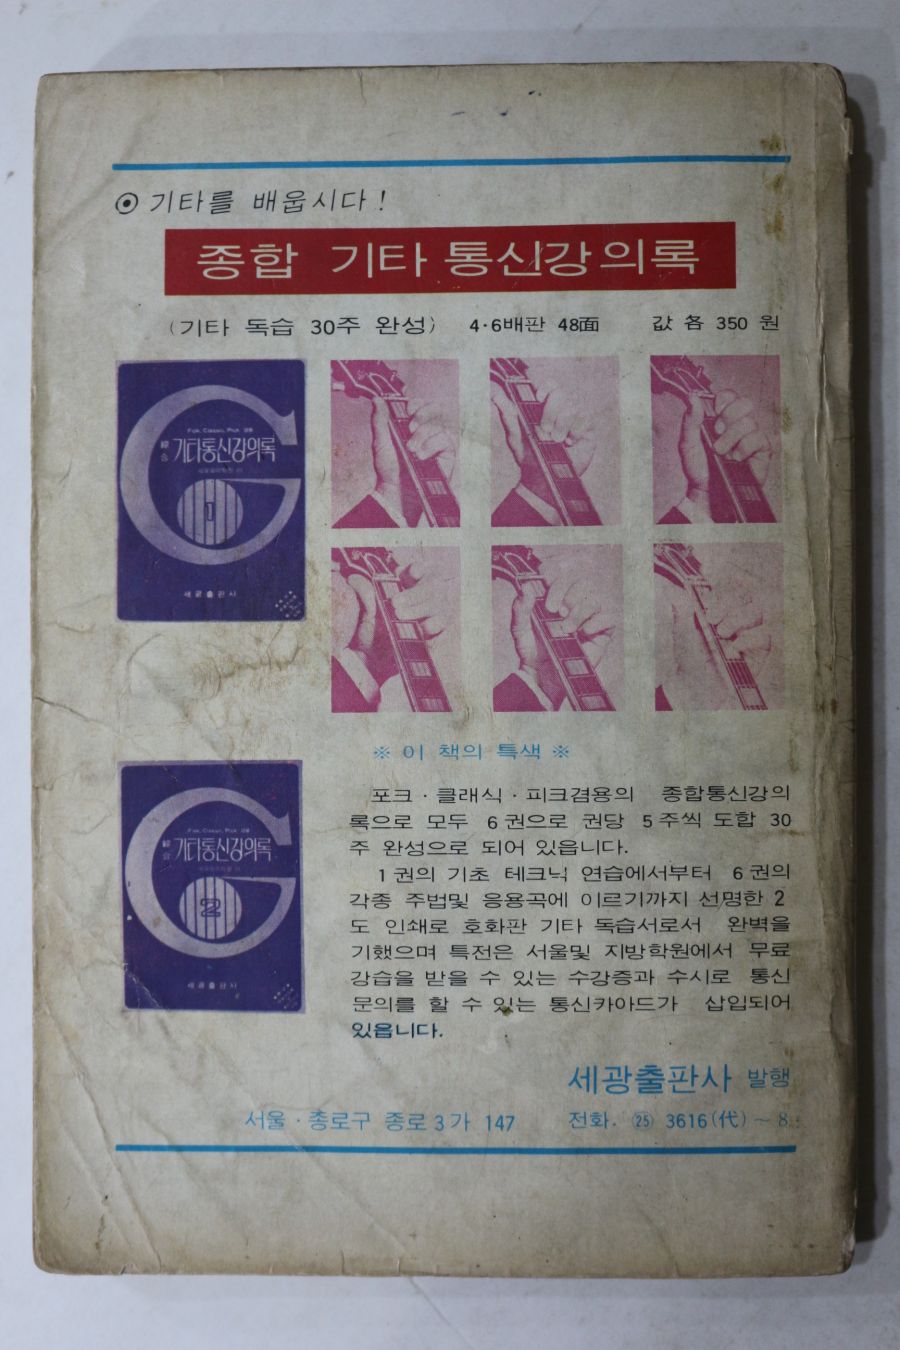 ⊙ 기타를 배웁시다!
종합 기타 통신강의록
(기타 독습 30주 완성) 4·6배판 48面 값 各 350 원
Folk, Classic, Pick 겸용
綜合 기타통신강의록
1
세광출판사
※ 이 책의 특색 ※
포크·클래식·피크겸용의 종합통신강의
록으로 모두 6권으로 권당 5주씩 도합 30
주 완성으로 되어 있읍니다.
1권의 기초 테크닉 연습에서부터 6권의
각종 주법및 응용곡에 이르기까지 선명한 2
도 인쇄로 호화판 기타 독습서로서 완벽을
기했으며 특전은 서울및 지방학원에서 무료
강습을 받을 수 있는 수강증과 수시로 통신
문의를 할 수 있는 통신카아드가 삽입되어
있읍니다.
Folk, Classic, Pick 겸용
綜合 기타통신강의록
2
세광출판사
세광출판사 발행
서울·종로구 종로3가 147 전화. ㉕ 3616(代)~8